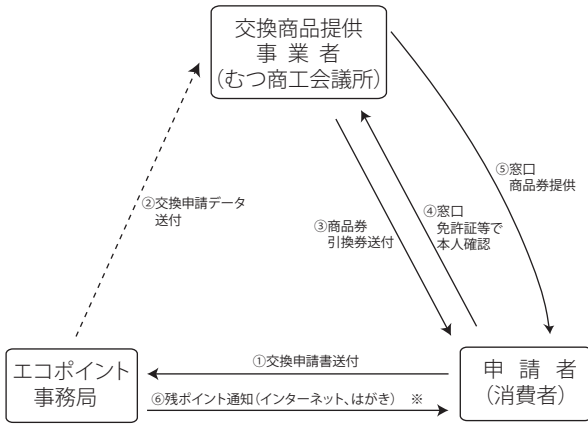 交換商品提供
事業者
(むつ商工会議所)
⑤窓口
商品券提供
②交換申請データ
送付
③商品券
引換券送付
④窓口
免許証等で
本人確認
エコポイント
事務局
①交換申請書送付
⑥残ポイント通知(インターネット、はがき) ※
申請者
(消費者)